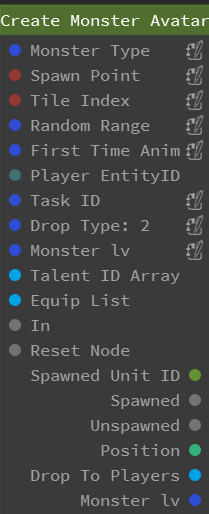 Create Monster Avatar
Monster Type
Spawn Point
Tile Index
Random Range
First Time Anim
Player EntityID
Task ID
Drop Type: 2
Monster lv
Talent ID Array
Equip List
In
Reset Node
Spawned Unit ID
Spawned
Unspawned
Position
Drop To Players
Monster lv